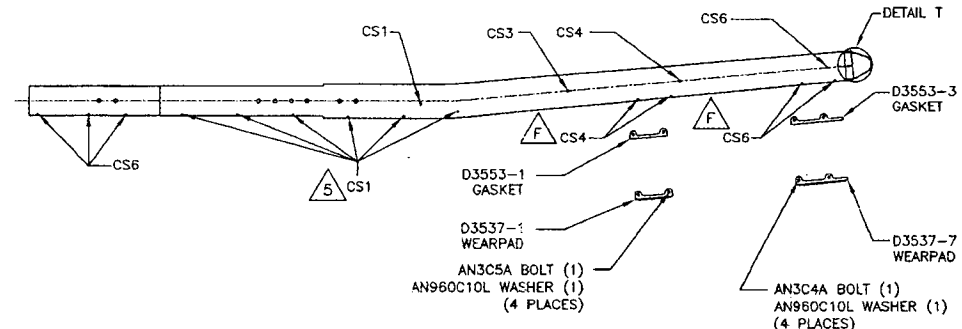 DETAIL T
CS6
CS4
CS3
CS1
D3553-3
GASKET
F
F
CS4
CS6
CS6
5
CS1
D3553-1
GASKET
D3537-1
WEARPAD
D3537-7
WEARPAD
AN3C5A BOLT (1)
AN960C10L WASHER (1)
(4 PLACES)
AN3C4A BOLT (1)
AN960C10L WASHER (1)
(4 PLACES)